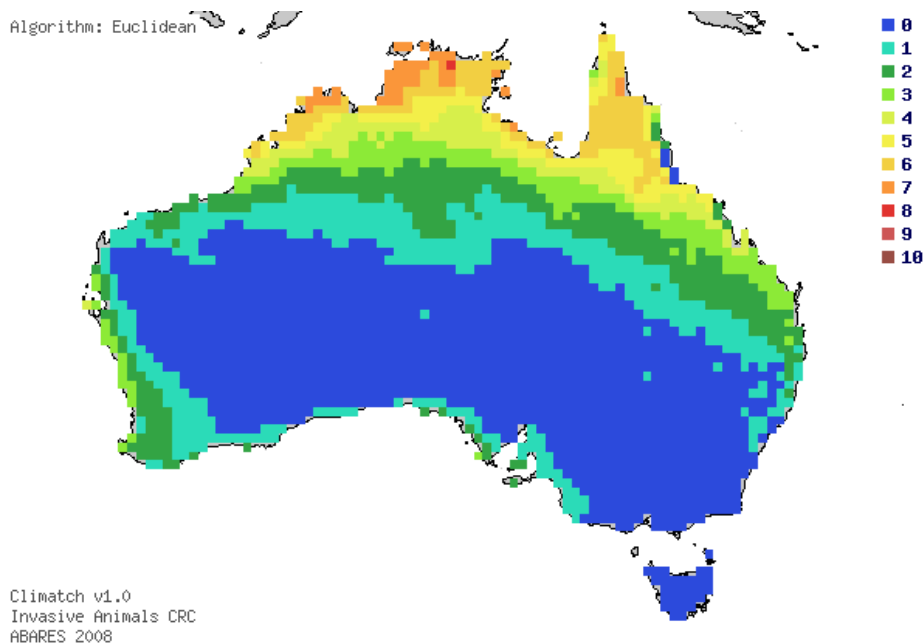 Algorithm: Euclidean
0
1
2
3
4
5
6
7
8
9
10
Climatch v1.0
Invasive Animals CRC
ABARES 2008